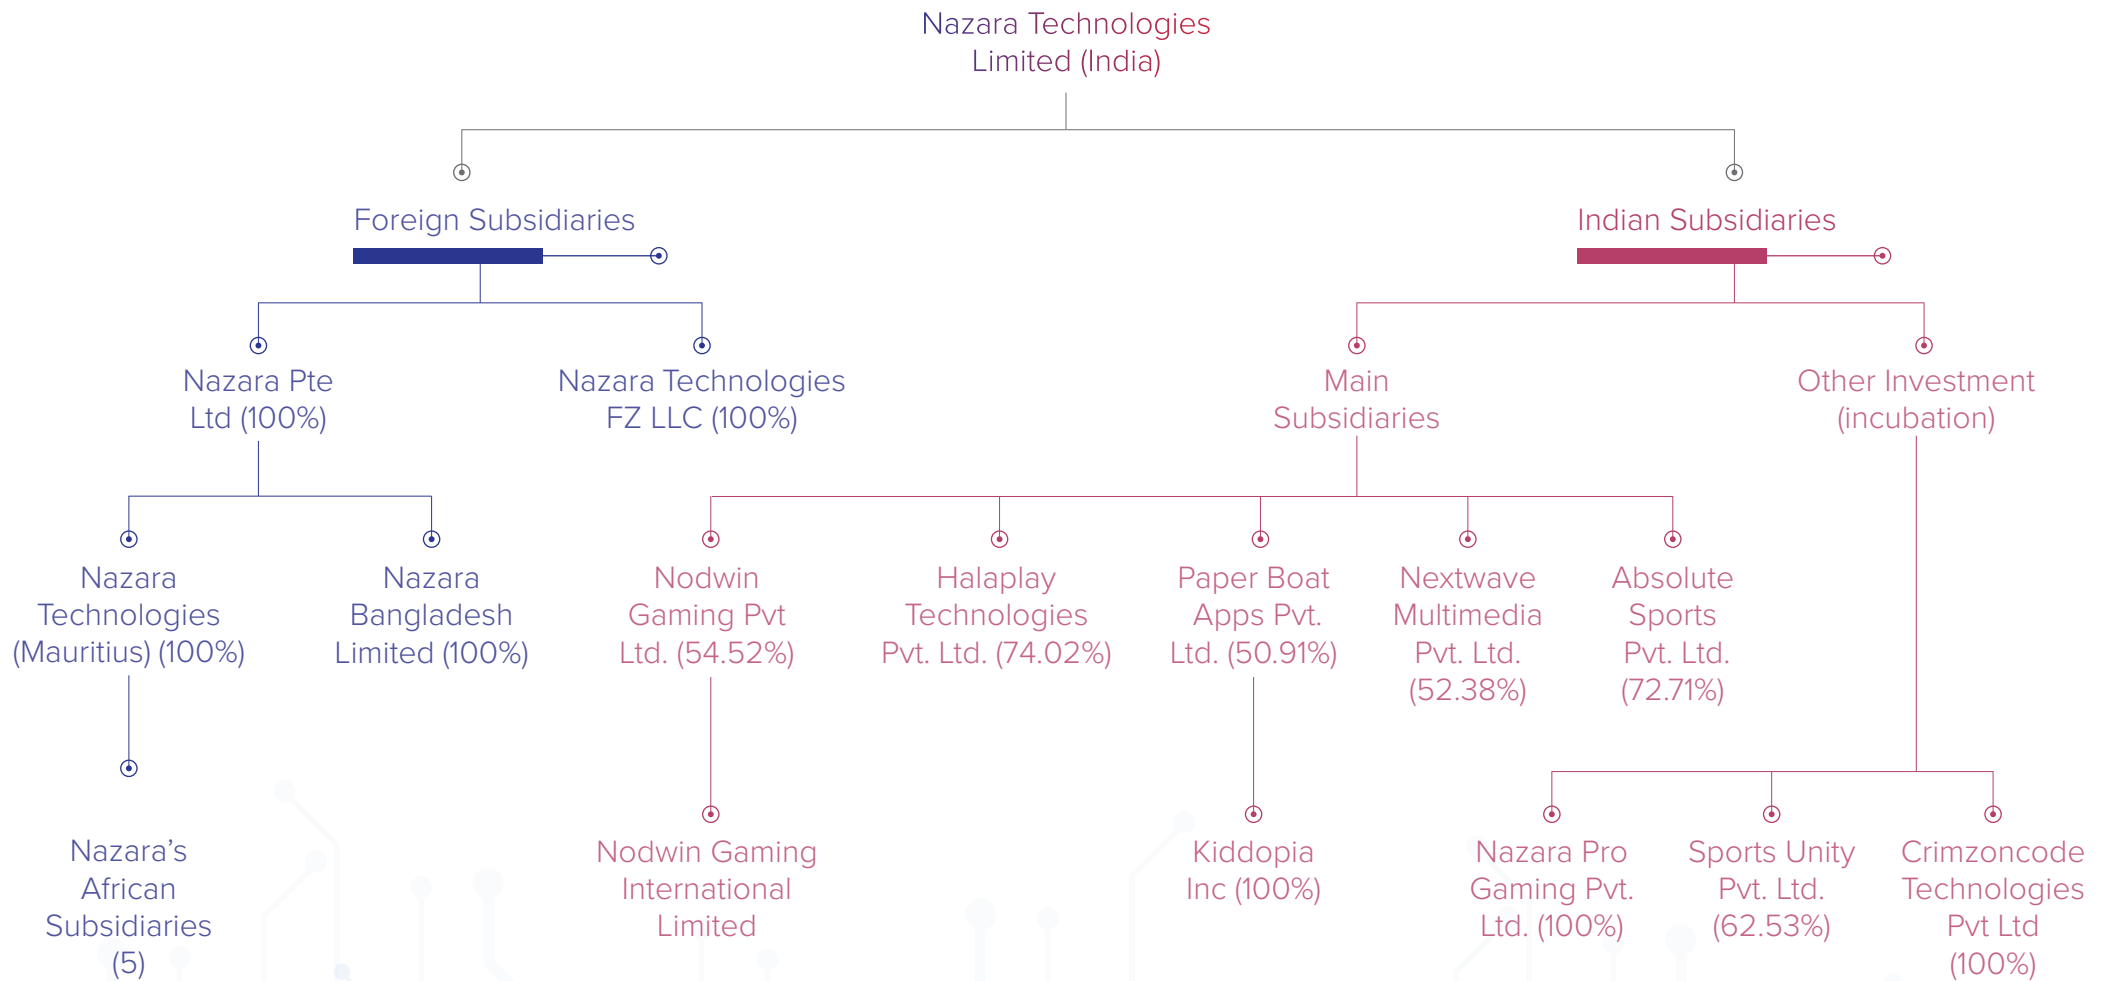 Nazara Technologies
Limited (India)
Foreign Subsidiaries
Indian Subsidiaries
Nazara Pte
Ltd (100%)
Nazara Technologies
FZ LLC (100%)
Main
Subsidiaries
Other Investment
(incubation)
Nazara
Technologies
(Mauritius) (100%)
Nazara
Bangladesh
Limited (100%)
Nodwin
Gaming Pvt
Ltd. (54.52%)
Halaplay
Technologies
Pvt. Ltd. (74.02%)
Paper Boat
Apps Pvt.
Ltd. (50.91%)
Nextwave
Multimedia
Pvt. Ltd.
(52.38%)
Absolute
Sports
Pvt. Ltd.
(72.71%)
Nazara’s
African
Subsidiaries
(5)
Nodwin Gaming
International
Limited
Kiddopia
Inc (100%)
Nazara Pro
Gaming Pvt.
Ltd. (100%)
Sports Unity
Pvt. Ltd.
(62.53%)
Crimzoncode
Technologies
Pvt Ltd
(100%)